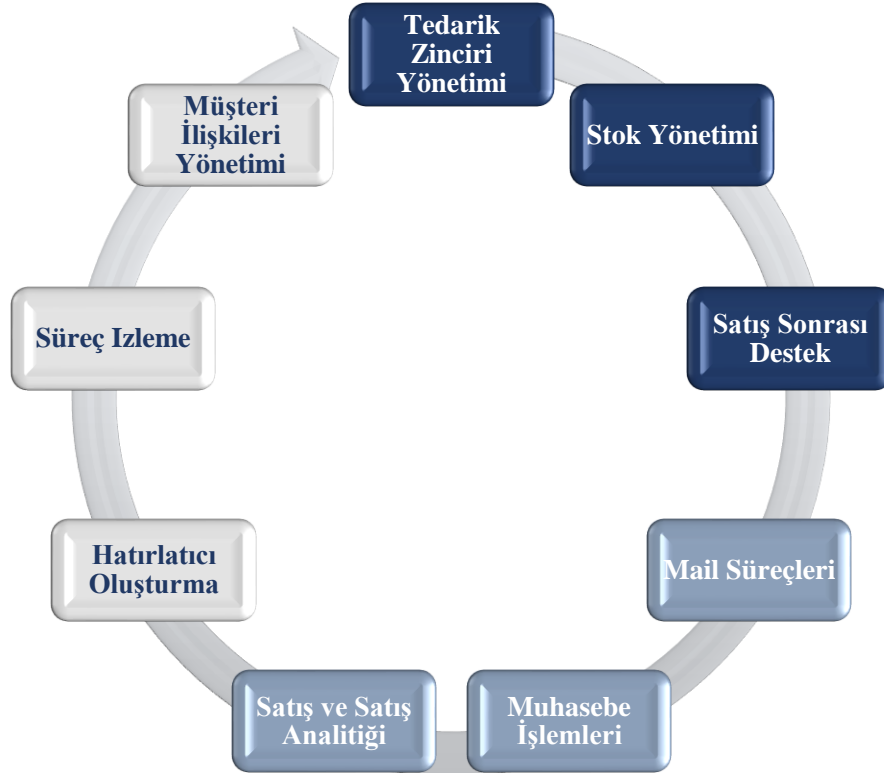 Tedarik
Zinciri
Yönetimi
Stok Yönetimi
Satış Sonrası
Destek
Mail Süreçleri
Muhasebe
İşlemleri
Satış ve Satış
Analitiği
Hatırlatıcı
Oluşturma
Süreç Izleme
Müşteri
İlişkileri
Yönetimi